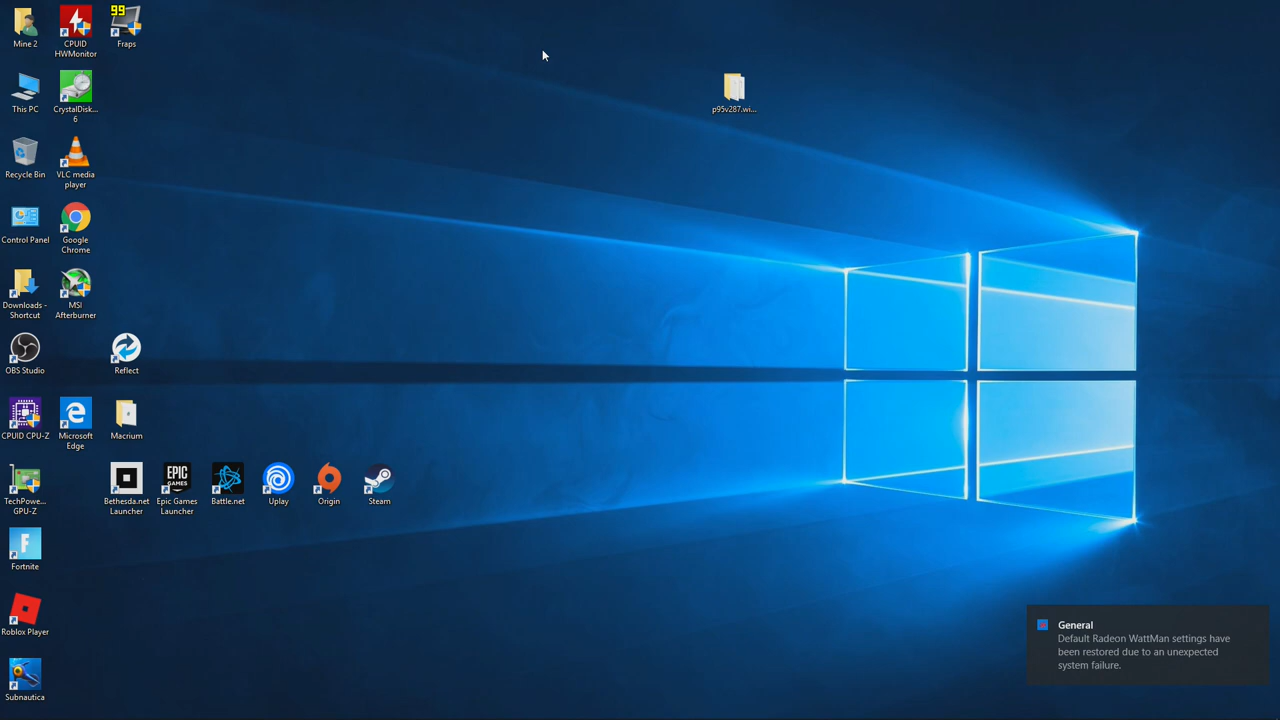 99
Mine 2
CPUID
HWMonitor
Fraps
This PC
CrystalDisk...
6
p95v287.wi...
Recycle Bin
VLC media
player
Control Panel
Google
Chrome
Downloads -
Shortcut
MSI
Afterburner
OBS Studio
Reflect
CPUID CPU-Z
Microsoft
Edge
Macrium
TechPowe...
GPU-Z
Bethesda.net
Launcher
EPIC
GAMES
Epic Games
Launcher
Battle.net
Uplay
Origin
Steam
F
Fortnite
Roblox Player
Subnautica
General
Default Radeon WattMan settings have
been restored due to an unexpected
system failure.